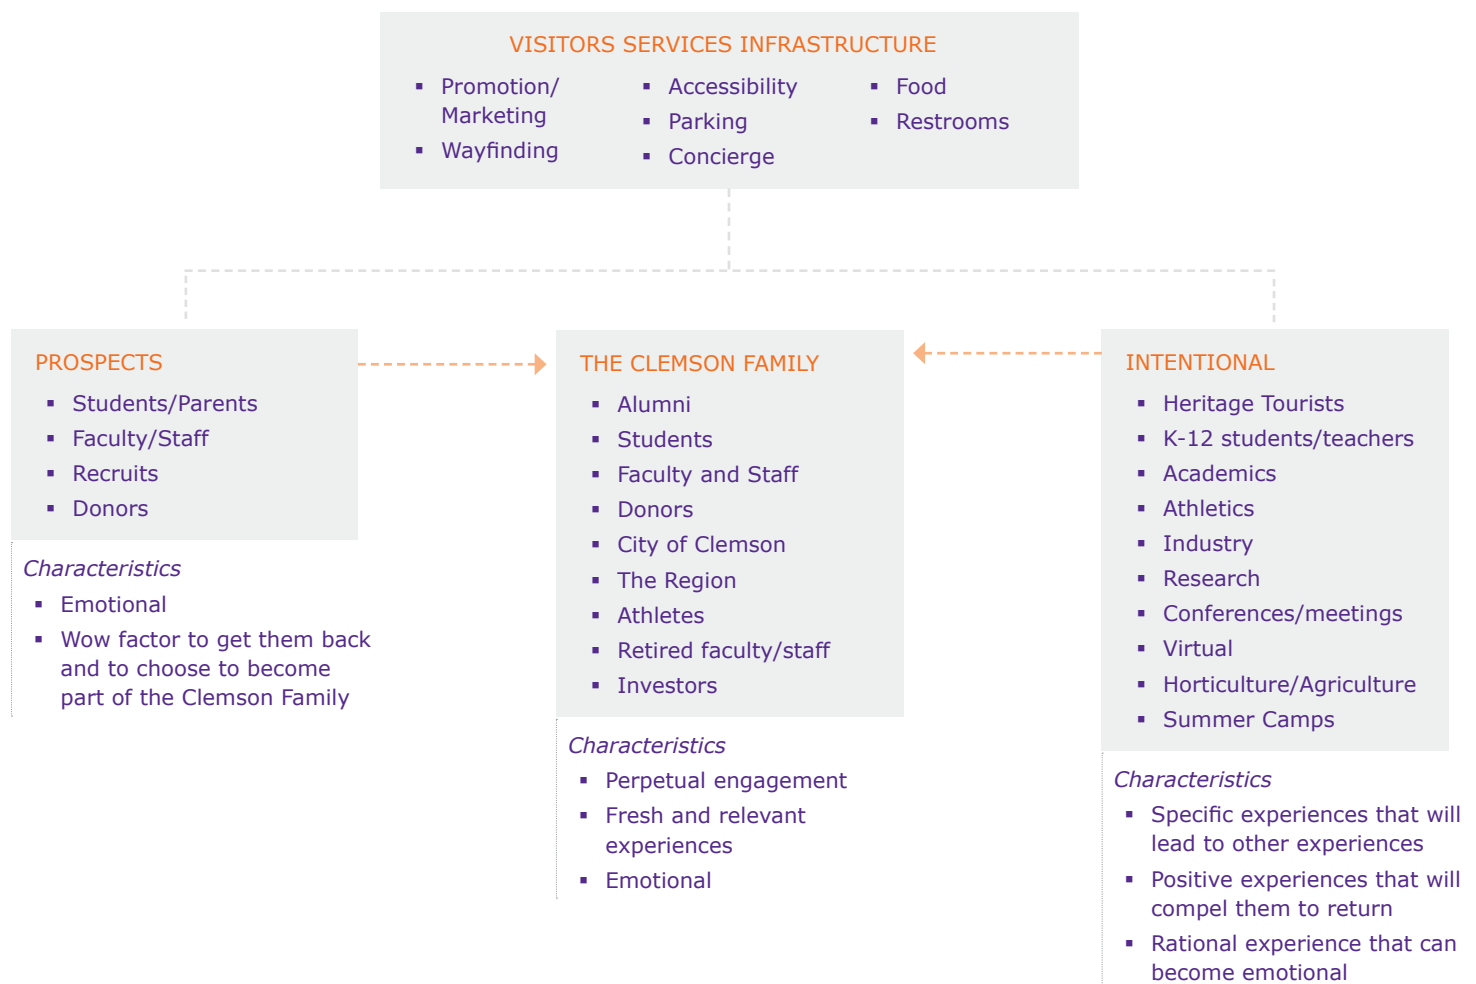 VISITORS SERVICES INFRASTRUCTURE
▪ Promotion/
Marketing
▪ Wayfinding
▪ Accessibility
▪ Parking
▪ Concierge
▪ Food
▪ Restrooms
PROSPECTS
▪ Students/Parents
▪ Faculty/Staff
▪ Recruits
▪ Donors
Characteristics
▪ Emotional
▪ Wow factor to get them back
and to choose to become
part of the Clemson Family
THE CLEMSON FAMILY
▪ Alumni
▪ Students
▪ Faculty and Staff
▪ Donors
▪ City of Clemson
▪ The Region
▪ Athletes
▪ Retired faculty/staff
▪ Investors
Characteristics
▪ Perpetual engagement
▪ Fresh and relevant
experiences
▪ Emotional
INTENTIONAL
▪ Heritage Tourists
▪ K-12 students/teachers
▪ Academics
▪ Athletics
▪ Industry
▪ Research
▪ Conferences/meetings
▪ Virtual
▪ Horticulture/Agriculture
▪ Summer Camps
Characteristics
▪ Specific experiences that will
lead to other experiences
▪ Positive experiences that will
compel them to return
▪ Rational experience that can
become emotional